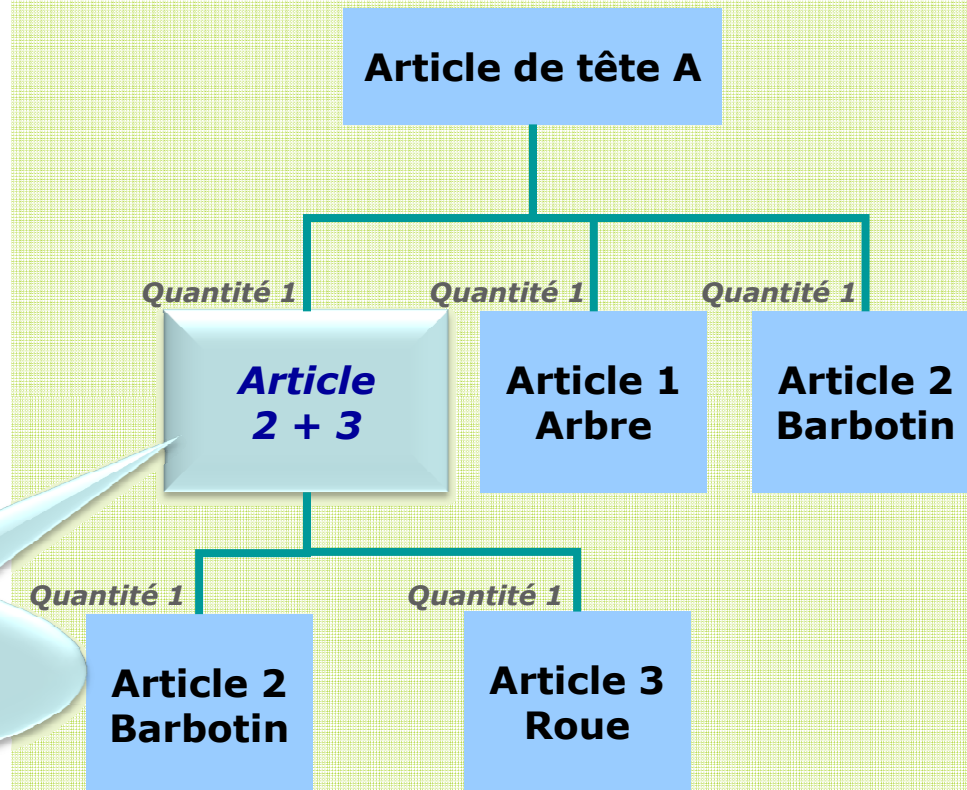 Article de tête A
Quantité 1
Quantité 1
Quantité 1
Article
2 + 3
Article 1
Arbre
Article 2
Barbotin
Quantité 1
Quantité 1
Article 2
Barbotin
Article 3
Roue